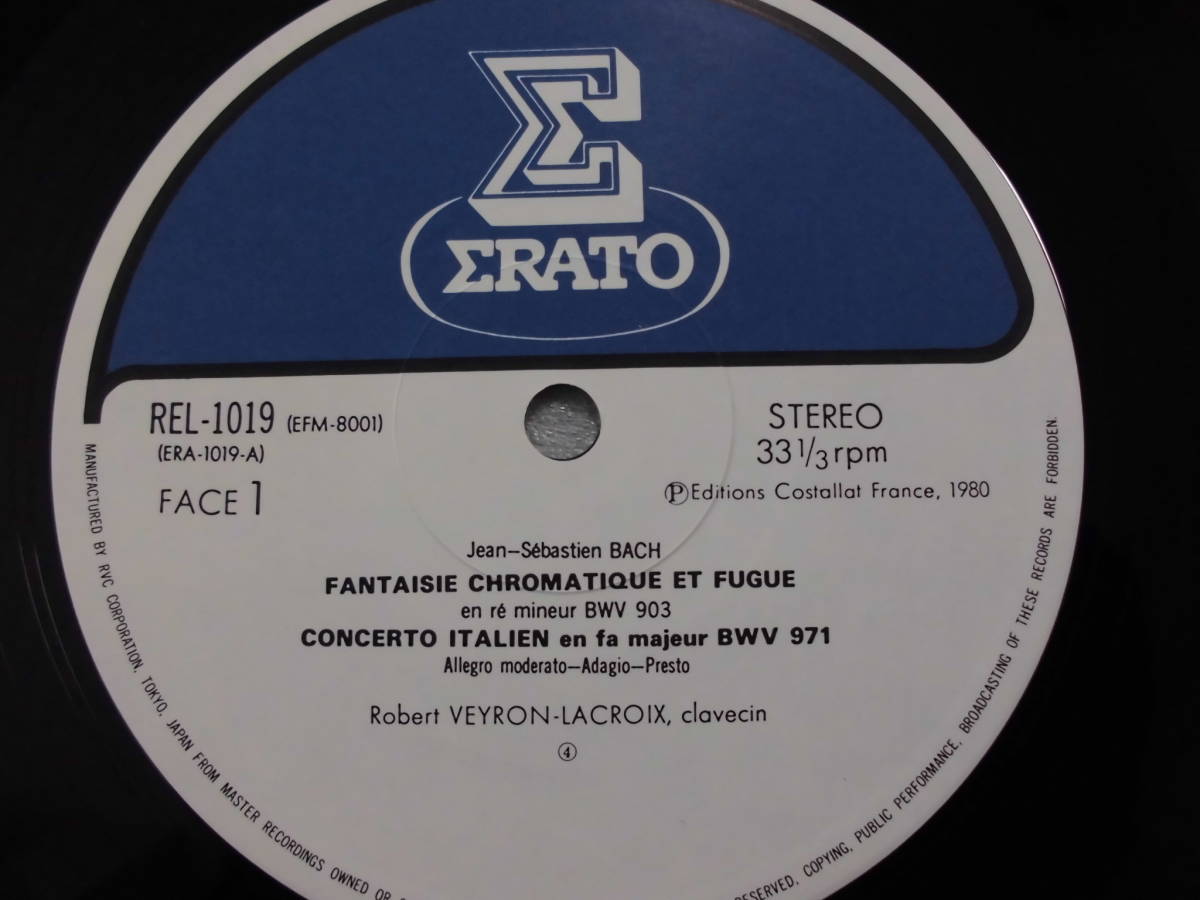 Σ
ΣRATO
REL-1019 (EFM-8001)
(ERA-1019-A)
FACE 1
STEREO
33 1/3 rpm
Ⓟ Editions Costallat France, 1980
Jean-Sébastien BACH
FANTAISIE CHROMATIQUE ET FUGUE
en ré mineur BWV 903
CONCERTO ITALIEN en fa majeur BWV 971
Allegro moderato-Adagio-Presto
Robert VEYRON-LACROIX, clavecin
④
MANUFACTURED BY RVC CORPORATION, TOKYO, JAPAN FROM MASTER RECORDINGS OWNED OR
RESERVED. COPYING, PUBLIC PERFORMANCE, BROADCASTING OF THESE RECORDS ARE FORBIDDEN.